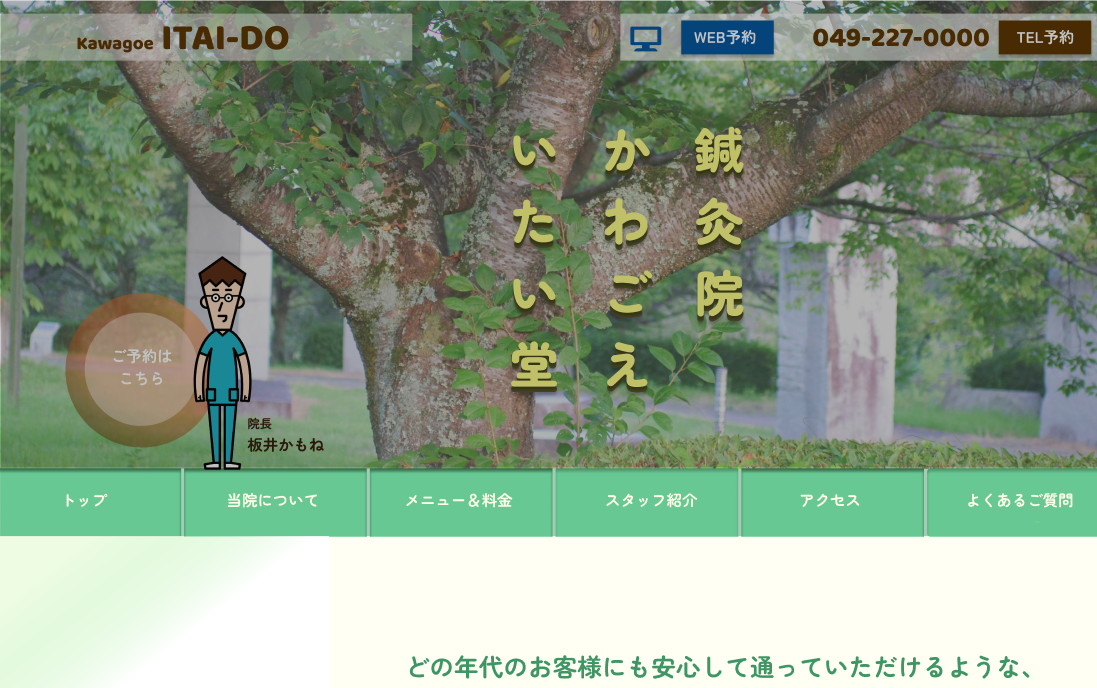 Kawagoe ITAI-DO
WEB予約
049-227-0000
TEL予約
鍼灸院
かわごえ
いたい堂
ご予約は
こちら
院長
板井かもね
トップ
当院について
メニュー＆料金
スタッフ紹介
アクセス
よくあるご質問
どの年代のお客様にも安心して通っていただけるような、